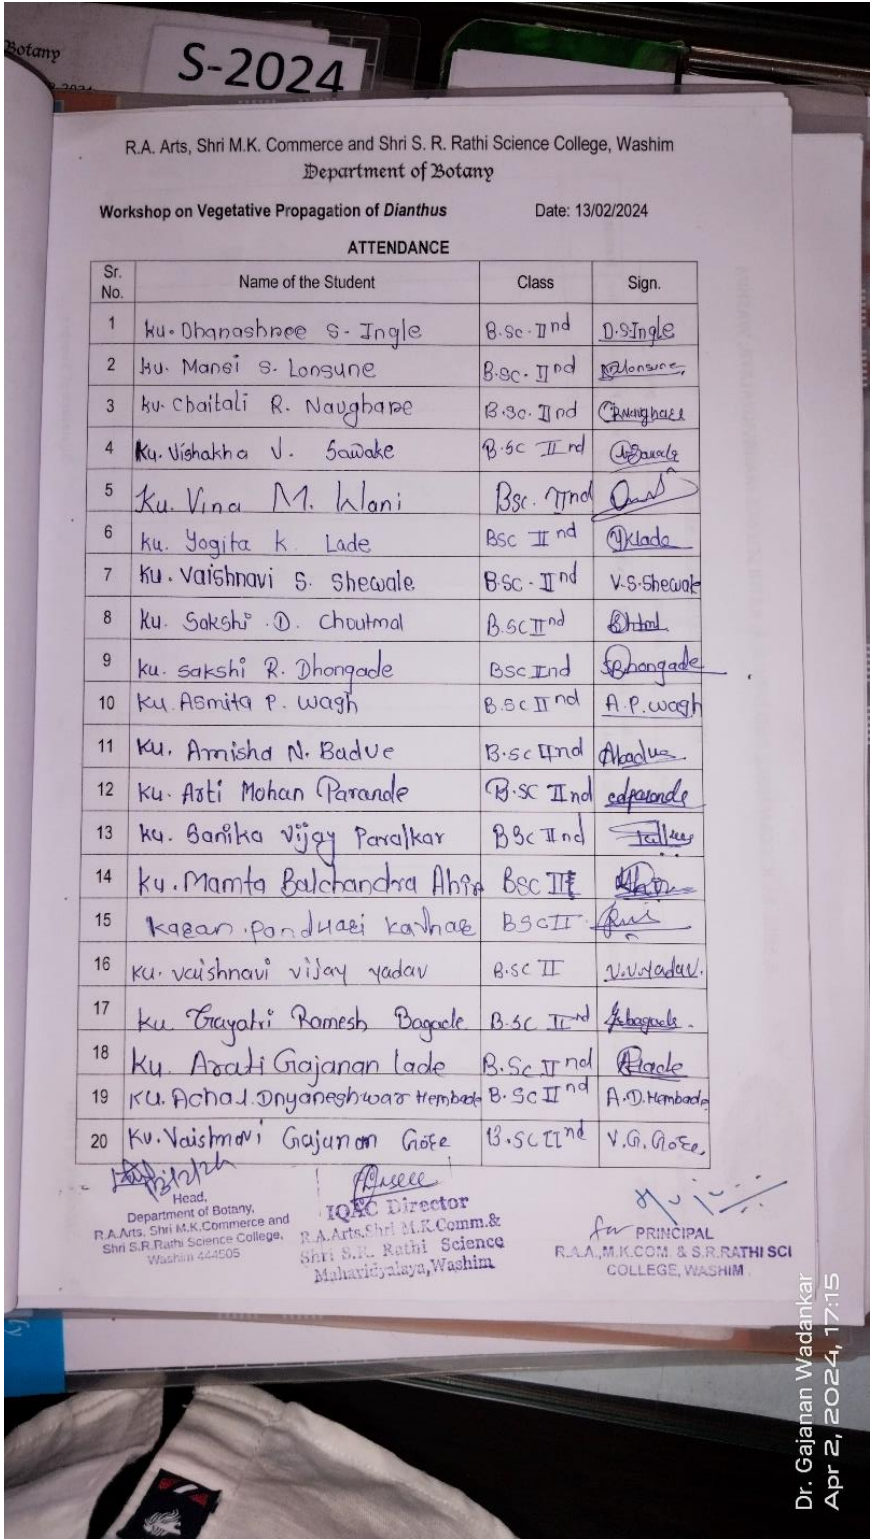 Botany
S-2024
R.A. Arts, Shri M.K. Commerce and Shri S. R. Rathi Science College, Washim
Department of Botany
Workshop on Vegetative Propagation of Dianthus Date: 13/02/2024
ATTENDANCE
Sr. No. Name of the Student Class Sign.
1 Ku. Dhanashree S. Ingle B.Sc. IInd D.S.Ingle
2 Ku. Mansi S. Lonsune B.Sc. IInd
3 Ku. Chaitali R. Navghare B.Sc. IInd
4 Ku. Vishakha V. Sawake B.SC IInd
5 Ku. Vina M. Wani Bsc. IInd
6 Ku. Yogita K. Lade BSC IInd YKlade
7 Ku. Vaishnavi S. Shewale B.Sc. IInd V.S.Shewale
8 Ku. Sakshi D. Choutmal B.SC IInd
9 Ku. Sakshi R. Dhongade BSC IInd SRhongade
10 Ku. Asmita P. Wagh B.Sc IInd A.P.wagh
11 Ku. Amisha N. Badve B.sc IInd Abadve
12 Ku. Arti Mohan Parande B.SC IInd
13 Ku. Sanika Vijay Paralkar BSc IInd
14 Ku. Mamta Balchandra Ahir BSC II
15 Karan Pandhari BSC II
16 Ku. Vaishnavi Vijay Yadav B.SC II V.V.Yadav.
17 Ku. Gayatri Ramesh Bagade B.SC IInd
18 Ku. Arati Gajanan lade B.Sc IInd Alade
19 KU. Achal Dnyaneshwar Hembade B.Sc IInd A.D.Hembade
20 Ku. Vaishnavi Gajanan Gote B.SC IInd V.G.Gote.
Head,
Department of Botany,
R.A.Arts, Shri M.K.Commerce and
Shri S.R.Rathi Science College,
Washim 444505
IQAC Director
R.A.Arts.Shri M.K.Comm.&
Shri S.R. Rathi Science
Mahavidyalaya,Washim
for PRINCIPAL
R.A.A.,M.K.COM. & S.R.RATHI SCI
COLLEGE, WASHIM
Dr. Gajanan Wadankar
Apr 2, 2024, 17:15